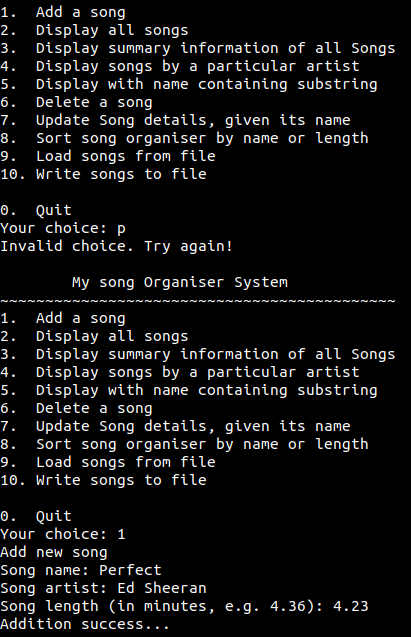 1.  Add a song
2.  Display all songs
3.  Display summary information of all Songs
4.  Display songs by a particular artist
5.  Display with name containing substring
6.  Delete a song
7.  Update Song details, given its name
8.  Sort song organiser by name or length
9.  Load songs from file
10. Write songs to file

0.  Quit
Your choice: p
Invalid choice. Try again!

        My song Organiser System
~~~~~~~~~~~~~~~~~~~~~~~~~~~~~~~~~~~~~~~~~~~~
1.  Add a song
2.  Display all songs
3.  Display summary information of all Songs
4.  Display songs by a particular artist
5.  Display with name containing substring
6.  Delete a song
7.  Update Song details, given its name
8.  Sort song organiser by name or length
9.  Load songs from file
10. Write songs to file

0.  Quit
Your choice: 1
Add new song
Song name: Perfect
Song artist: Ed Sheeran
Song length (in minutes, e.g. 4.36): 4.23
Addition success...